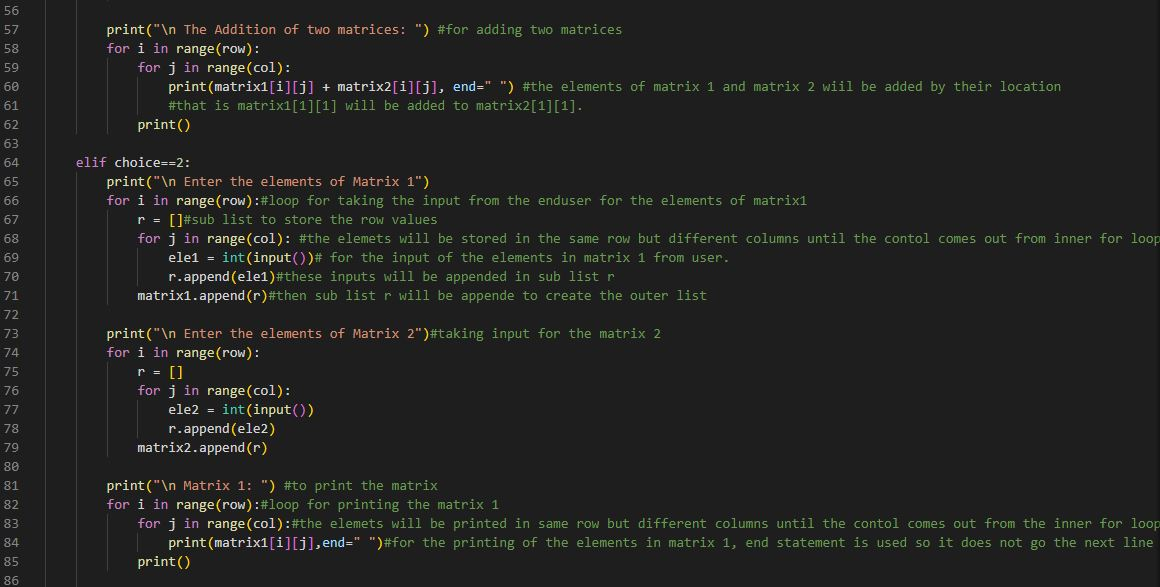 56
57 print("\n The Addition of two matrices: ") #for adding two matrices
58 for i in range(row):
59 for j in range(col):
60 print(matrix1[i][j] + matrix2[i][j], end=" ") #the elements of matrix 1 and matrix 2 wiil be added by their location
61 #that is matrix1[1][1] will be added to matrix2[1][1].
62 print()
63
64 elif choice==2:
65 print("\n Enter the elements of Matrix 1")
66 for i in range(row):#loop for taking the input from the enduser for the elements of matrix1
67 r = []#sub list to store the row values
68 for j in range(col): #the elemets will be stored in the same row but different columns until the contol comes out from inner for loop
69 ele1 = int(input())# for the input of the elements in matrix 1 from user.
70 r.append(ele1)#these inputs will be appended in sub list r
71 matrix1.append(r)#then sub list r will be appende to create the outer list
72
73 print("\n Enter the elements of Matrix 2")#taking input for the matrix 2
74 for i in range(row):
75 r = []
76 for j in range(col):
77 ele2 = int(input())
78 r.append(ele2)
79 matrix2.append(r)
80
81 print("\n Matrix 1: ") #to print the matrix
82 for i in range(row):#loop for printing the matrix 1
83 for j in range(col):#the elemets will be printed in same row but different columns until the contol comes out from the inner for loop
84 print(matrix1[i][j],end=" ")#for the printing of the elements in matrix 1, end statement is used so it does not go the next line
85 print()
86